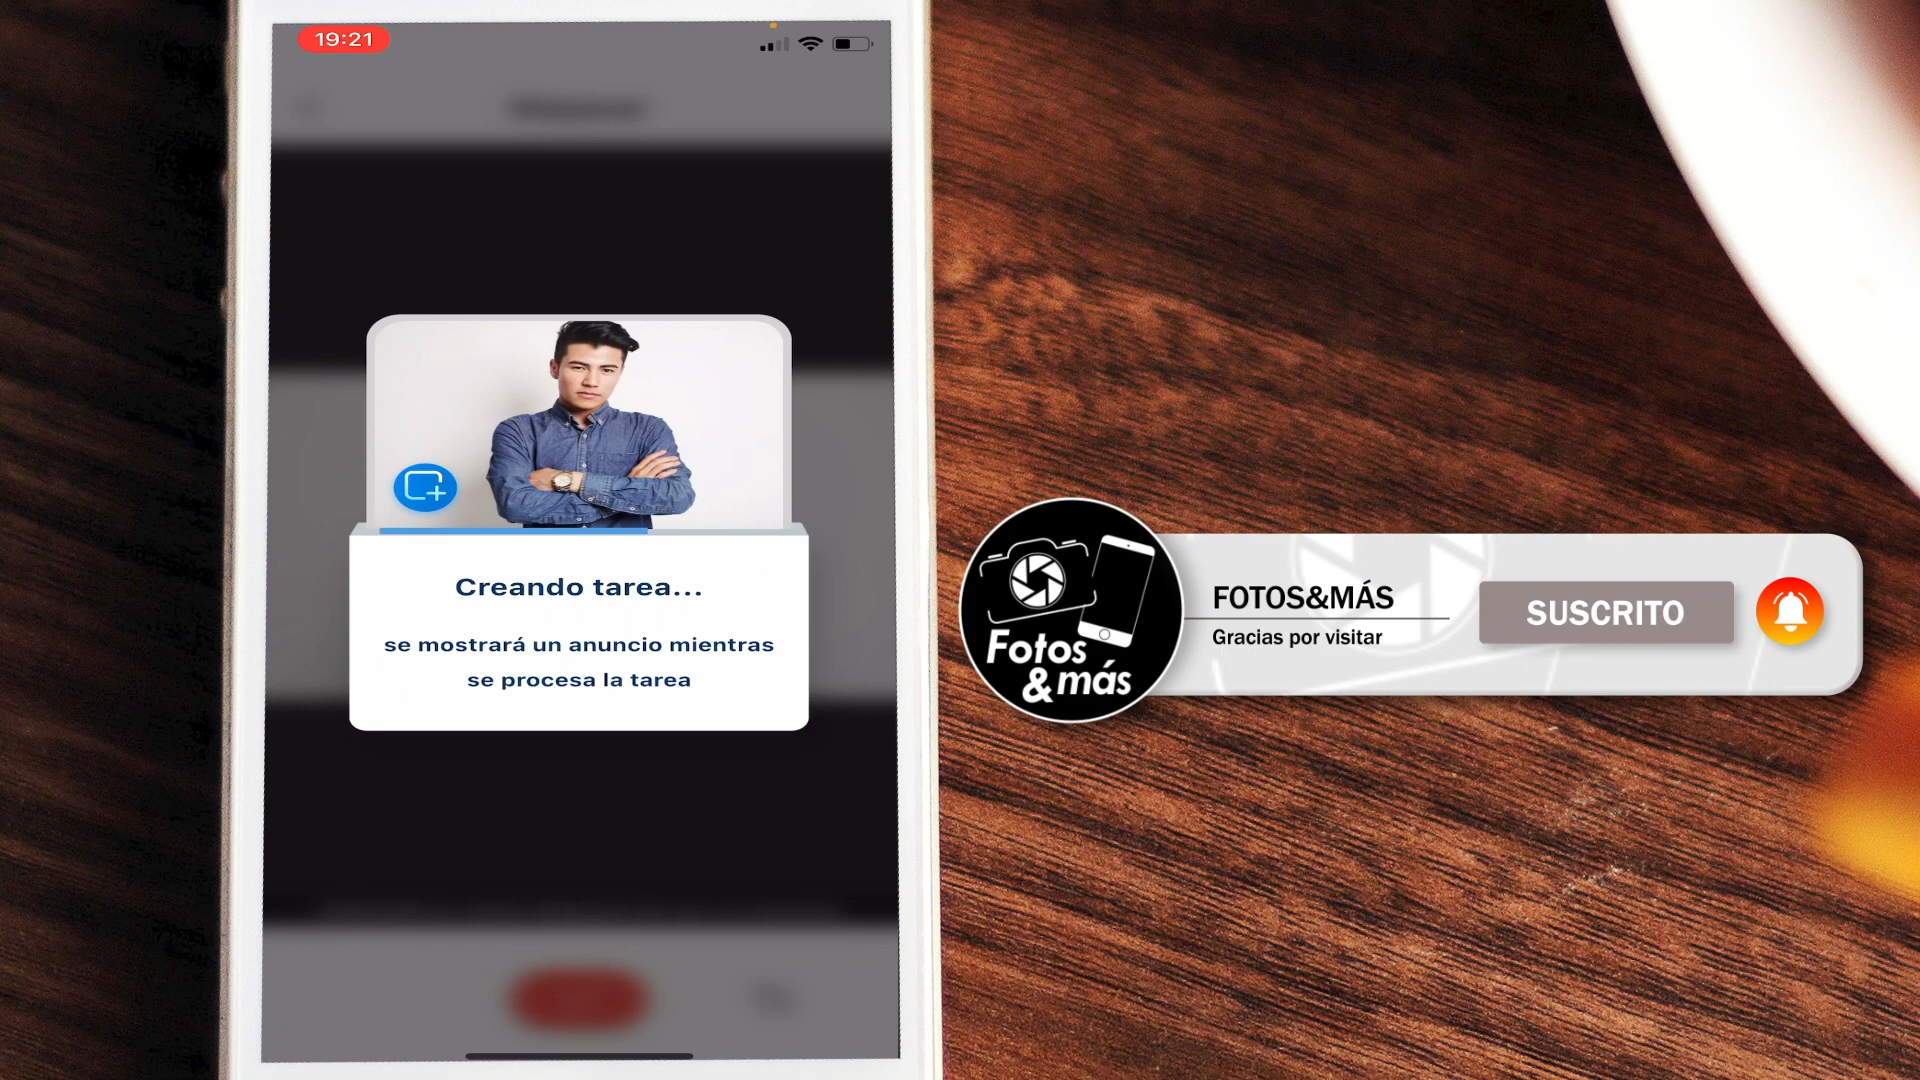 19:21
Creando tarea...
se mostrará un anuncio mientras
se procesa la tarea
Fotos
&más
FOTOS&MÁS
Gracias por visitar
SUSCRITO